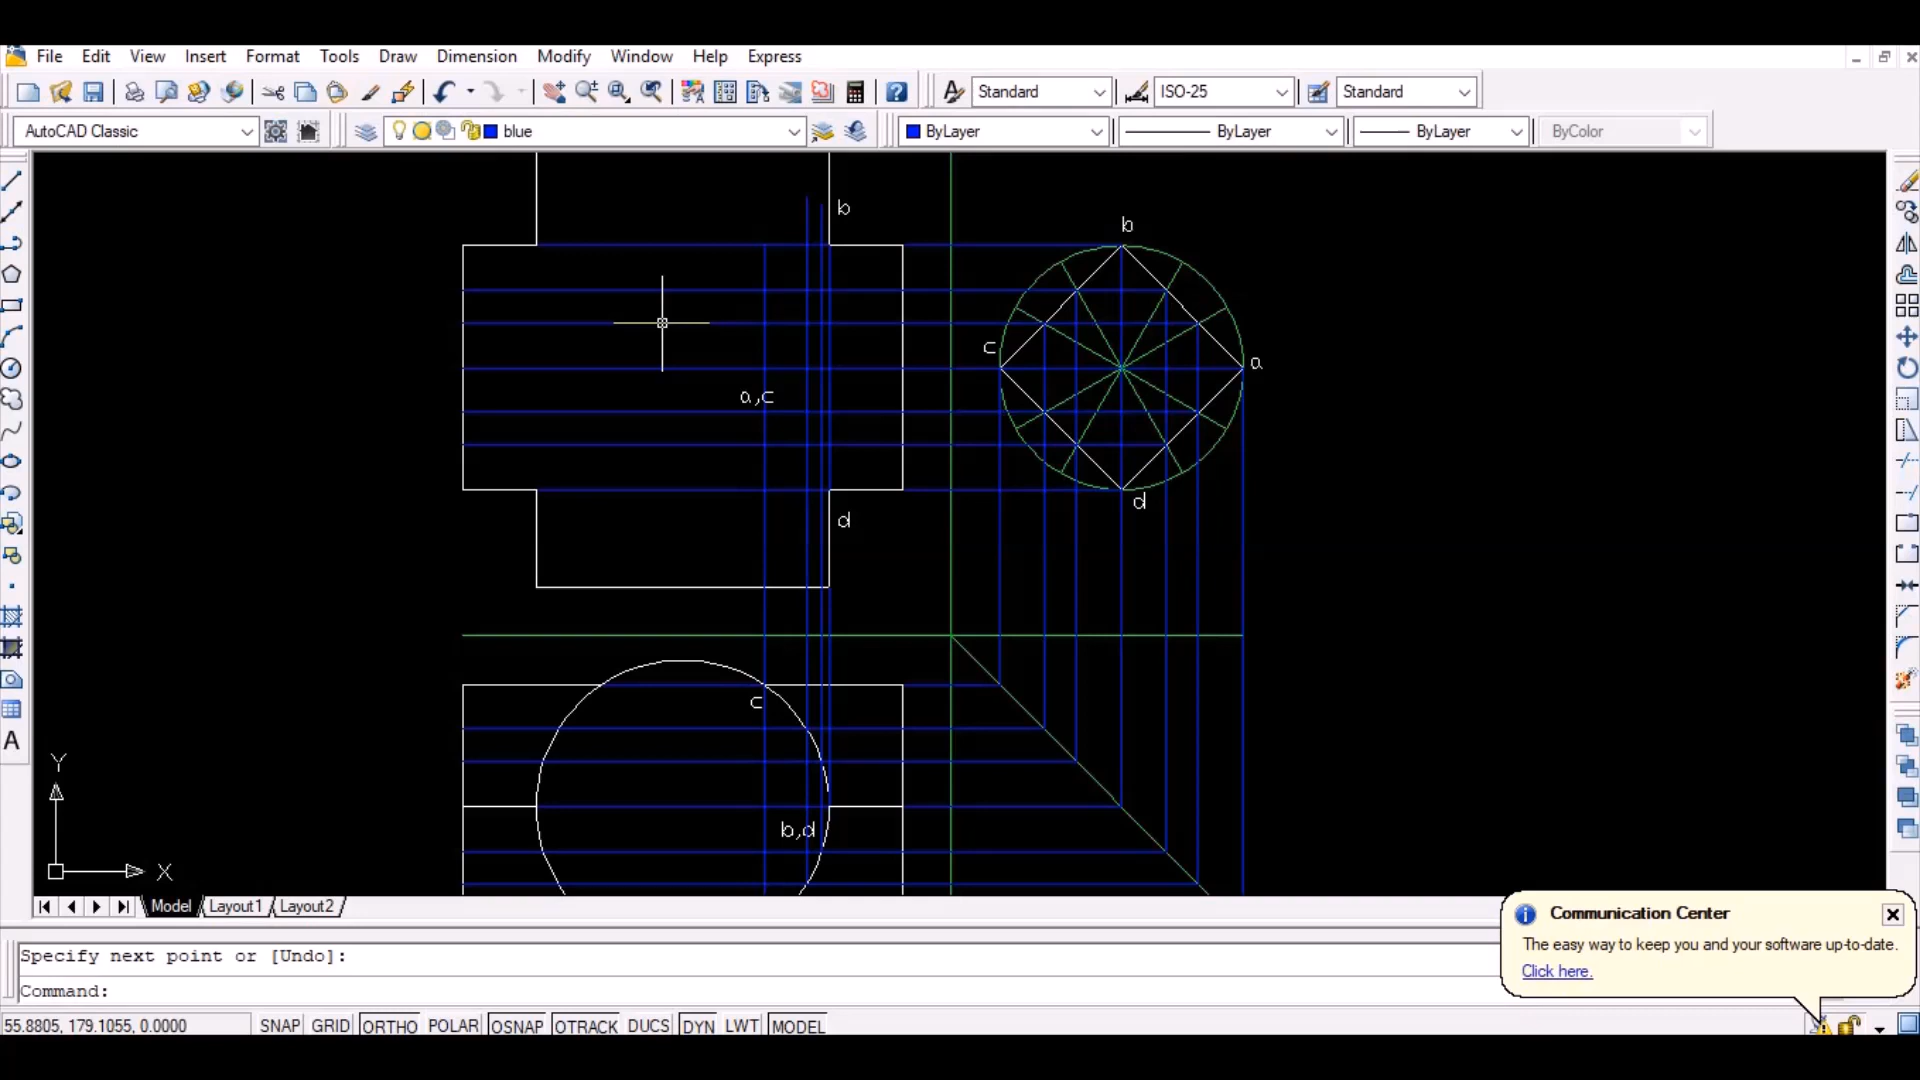 File Edit View Insert Format Tools Draw Dimension Modify Window Help Express
Standard ISO-25 Standard
AutoCAD Classic blue ByLayer ByLayer ByLayer ByColor
b
b
c
a
a,c
d
d
c
b,d
A
Y
X
Model Layout1 Layout2
Communication Center
The easy way to keep you and your software up-to-date.
Click here.
Specify next point or [Undo]:
Command:
55.8805, 179.1055, 0.0000 SNAP GRID ORTHO POLAR OSNAP OTRACK DUCS DYN LWT MODEL